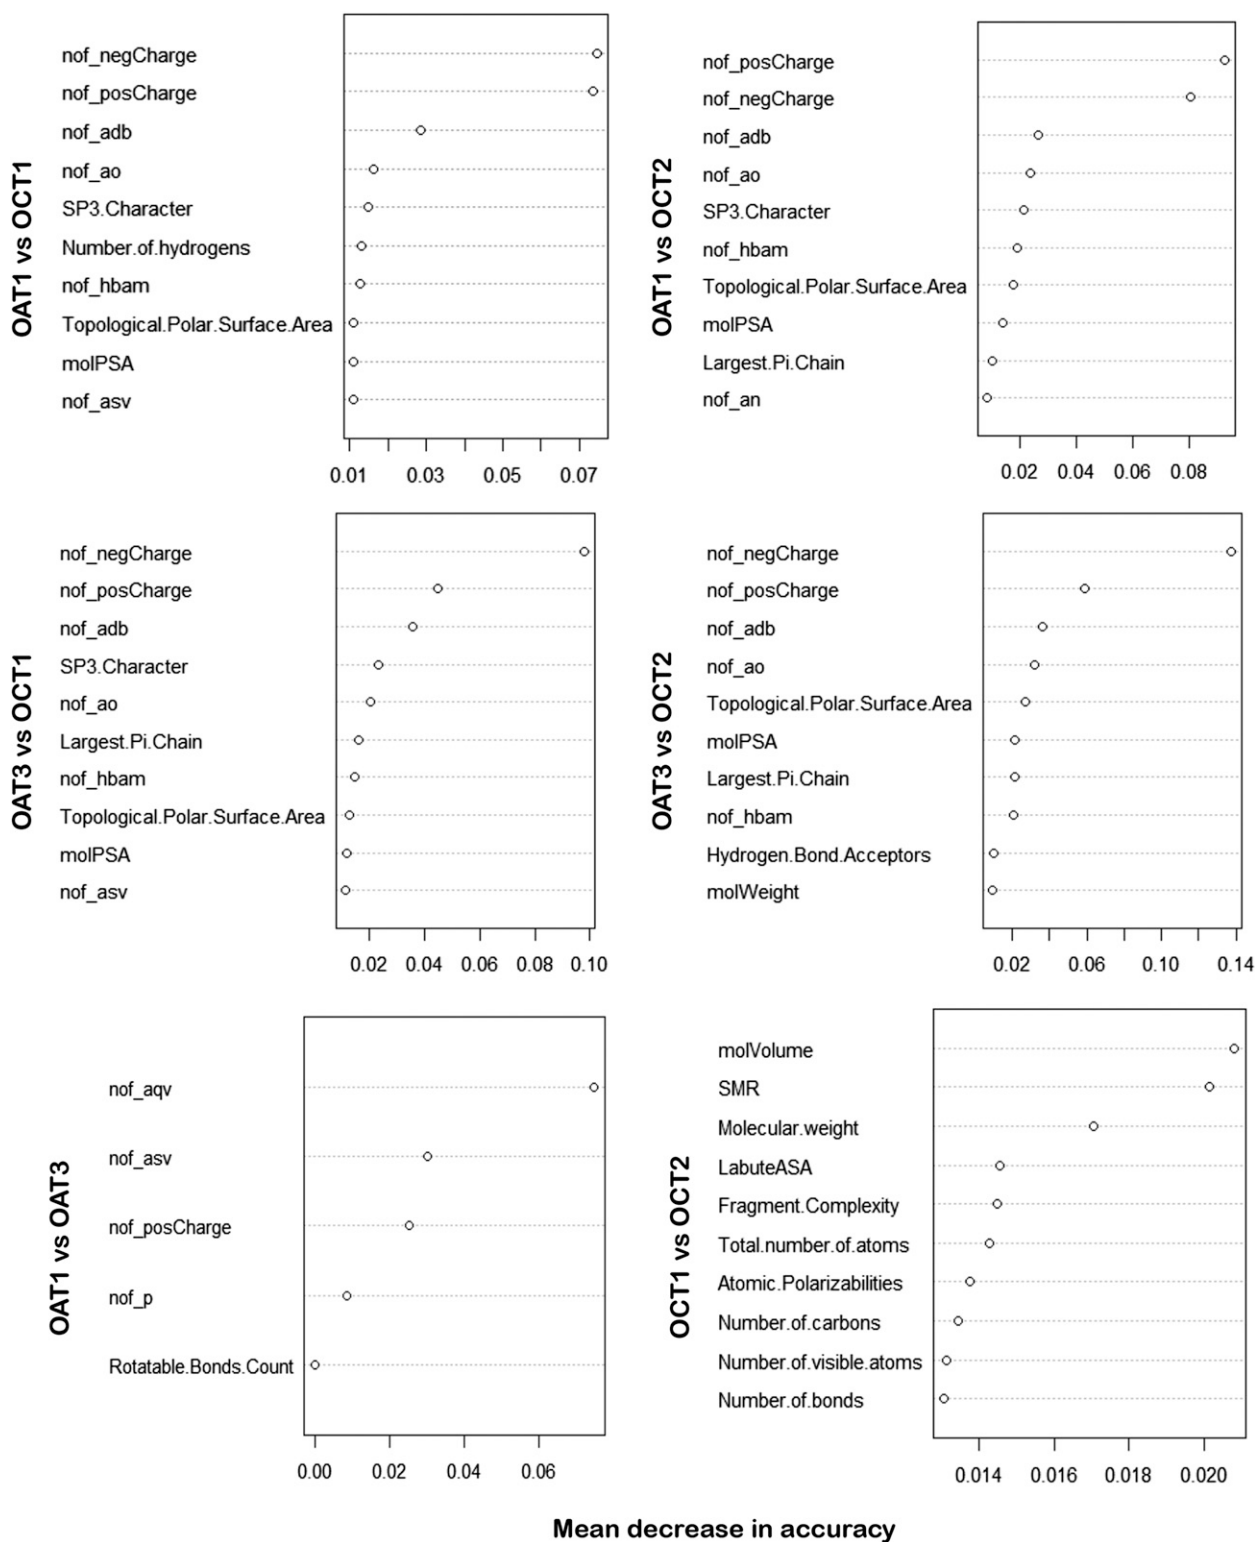 OAT1 vs OCT1
nof_negCharge
nof_posCharge
nof_adb
nof_ao
SP3.Character
Number.of.hydrogens
nof_hbam
Topological.Polar.Surface.Area
molPSA
nof_asv
0.01 0.03 0.05 0.07
OAT1 vs OCT2
nof_posCharge
nof_negCharge
nof_adb
nof_ao
SP3.Character
nof_hbam
Topological.Polar.Surface.Area
molPSA
Largest.Pi.Chain
nof_an
0.02 0.04 0.06 0.08
OAT3 vs OCT1
nof_negCharge
nof_posCharge
nof_adb
SP3.Character
nof_ao
Largest.Pi.Chain
nof_hbam
Topological.Polar.Surface.Area
molPSA
nof_asv
0.02 0.04 0.06 0.08 0.10
OAT3 vs OCT2
nof_negCharge
nof_posCharge
nof_adb
nof_ao
Topological.Polar.Surface.Area
molPSA
Largest.Pi.Chain
nof_hbam
Hydrogen.Bond.Acceptors
molWeight
0.02 0.06 0.10 0.14
OAT1 vs OAT3
nof_aqv
nof_asv
nof_posCharge
nof_p
Rotatable.Bonds.Count
0.00 0.02 0.04 0.06
OCT1 vs OCT2
molVolume
SMR
Molecular.weight
LabuteASA
Fragment.Complexity
Total.number.of.atoms
Atomic.Polarizabilities
Number.of.carbons
Number.of.visible.atoms
Number.of.bonds
0.014 0.016 0.018 0.020
Mean decrease in accuracy